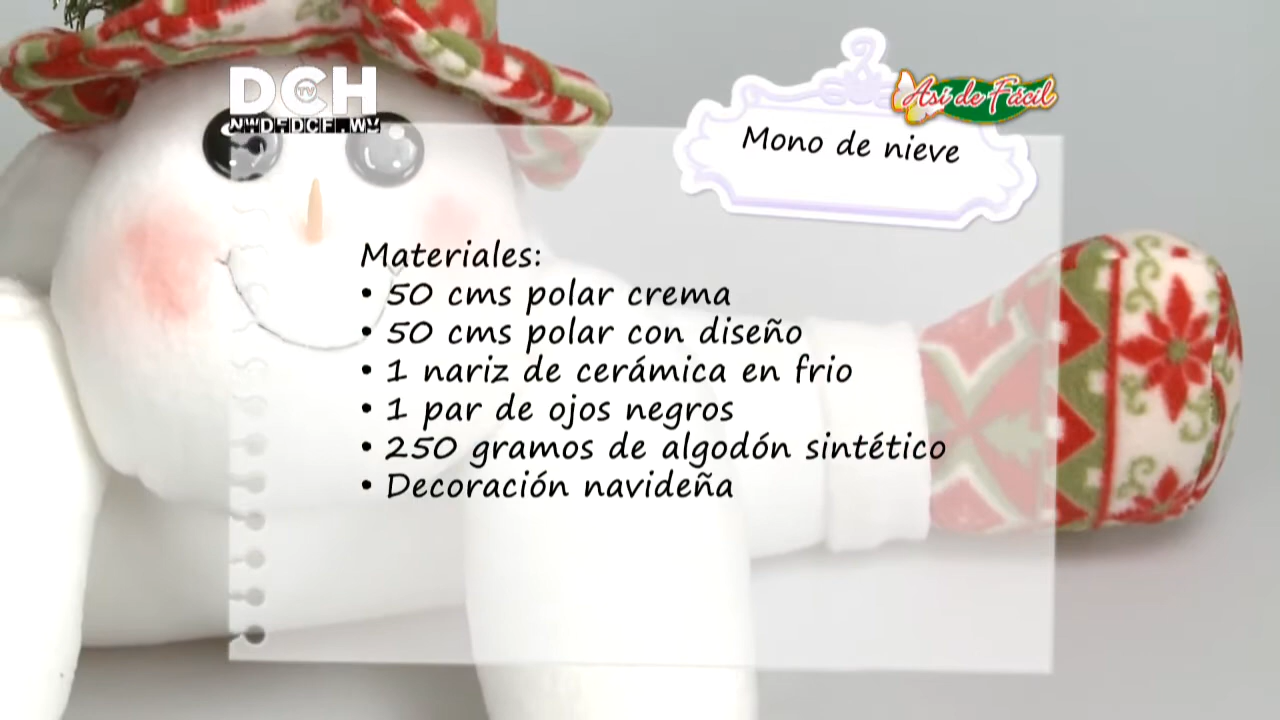 DCH
TV
Así de Fácil
Mono de nieve
Materiales:
• 50 cms polar crema
• 50 cms polar con diseño
• 1 nariz de cerámica en frio
• 1 par de ojos negros
• 250 gramos de algodón sintético
• Decoración navideña